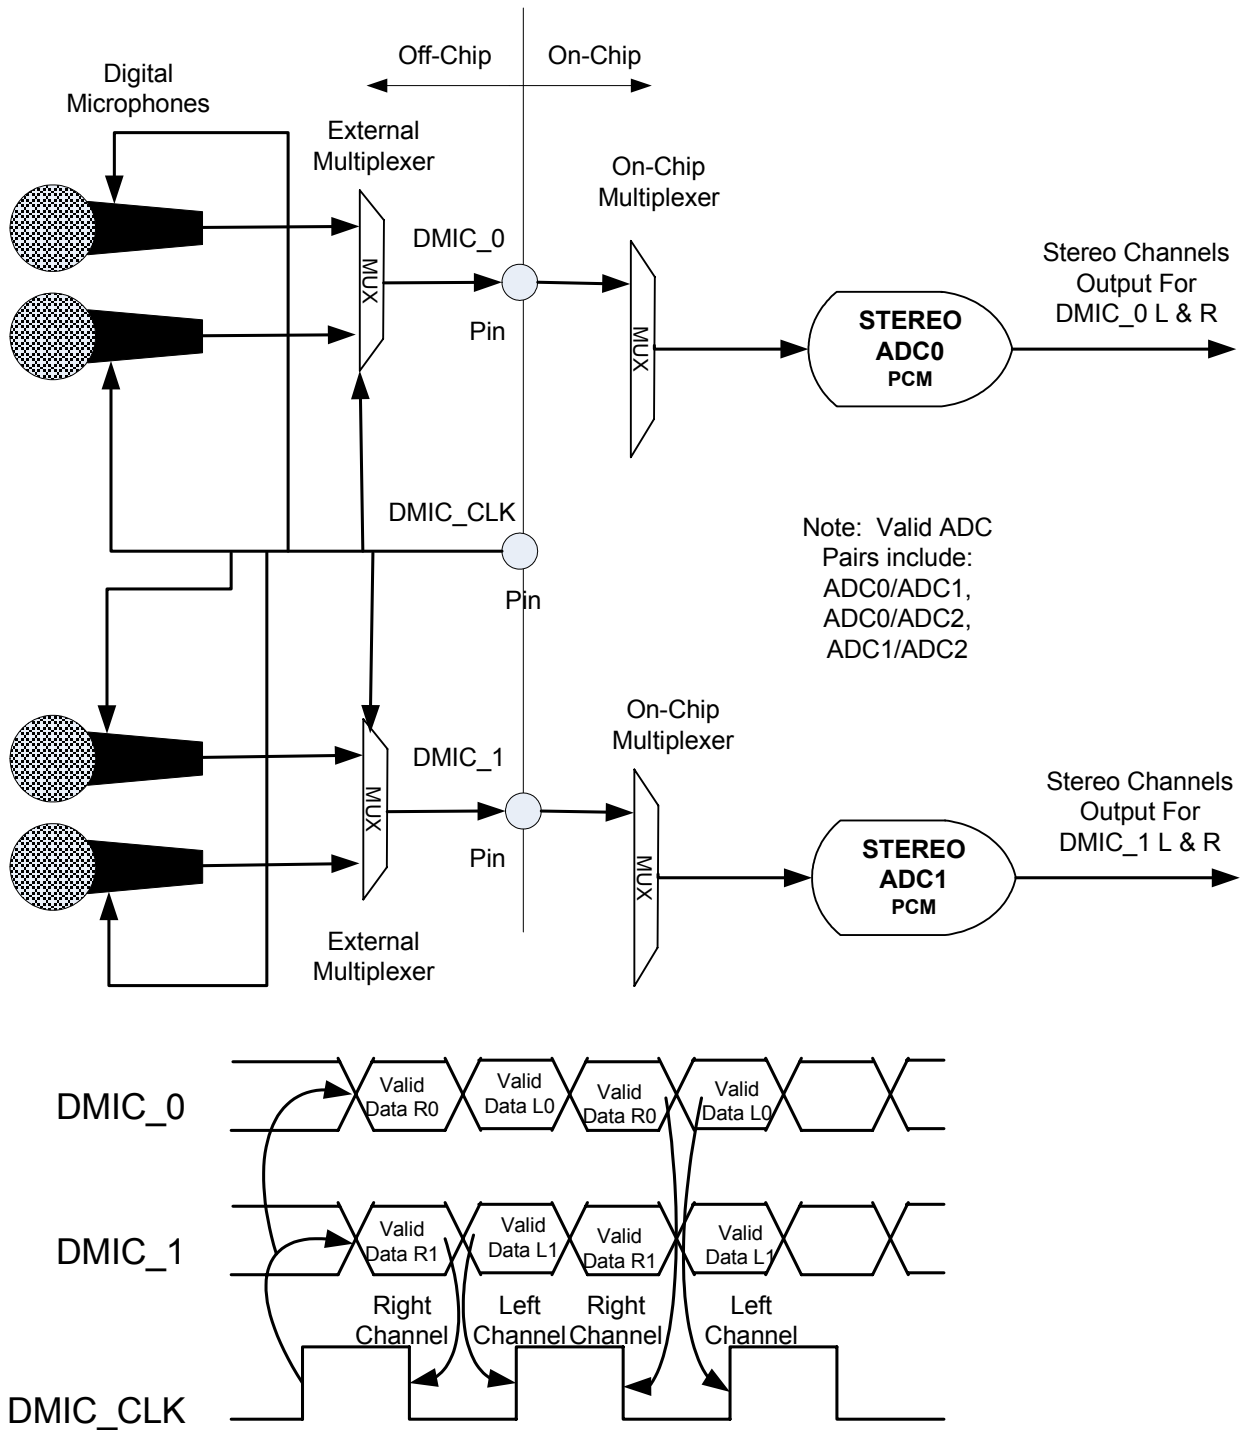 Off-Chip
On-Chip
Digital
Microphones
External
Multiplexer
On-Chip
Multiplexer
DMIC_0
MUX
Pin
MUX
STEREO
ADC0
PCM
Stereo Channels
Output For
DMIC_0 L & R
DMIC_CLK
Pin
Note: Valid ADC
Pairs include:
ADC0/ADC1,
ADC0/ADC2,
ADC1/ADC2
On-Chip
Multiplexer
DMIC_1
MUX
Pin
MUX
STEREO
ADC1
PCM
Stereo Channels
Output For
DMIC_1 L & R
External
Multiplexer
DMIC_0
Valid
Data R0
Valid
Data L0
Valid
Data R0
Valid
Data L0
DMIC_1
Valid
Data R1
Valid
Data L1
Valid
Data R1
Valid
Data L1
Right
Channel
Left
Channel
Right
Channel
Left
Channel
DMIC_CLK